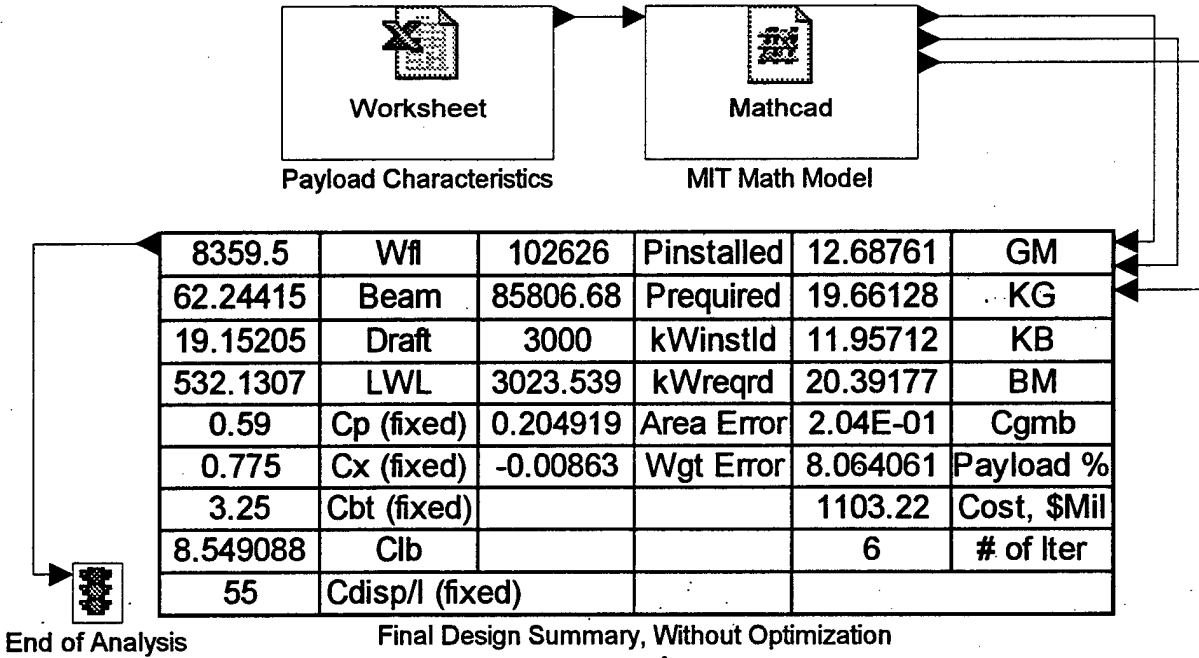 Worksheet
Mathcad
Payload Characteristics
MIT Math Model
8359.5 Wfl 102626 Pinstalled 12.68761 GM
62.24415 Beam 85806.68 Prequired 19.66128 KG
19.15205 Draft 3000 kWinstld 11.95712 KB
532.1307 LWL 3023.539 kWreqrd 20.39177 BM
0.59 Cp (fixed) 0.204919 Area Error 2.04E-01 Cgmb
0.775 Cx (fixed) -0.00863 Wgt Error 8.064061 Payload %
3.25 Cbt (fixed) 1103.22 Cost, $Mil
8.549088 Clb 6 # of Iter
55 Cdisp/l (fixed)
End of Analysis
Final Design Summary, Without Optimization